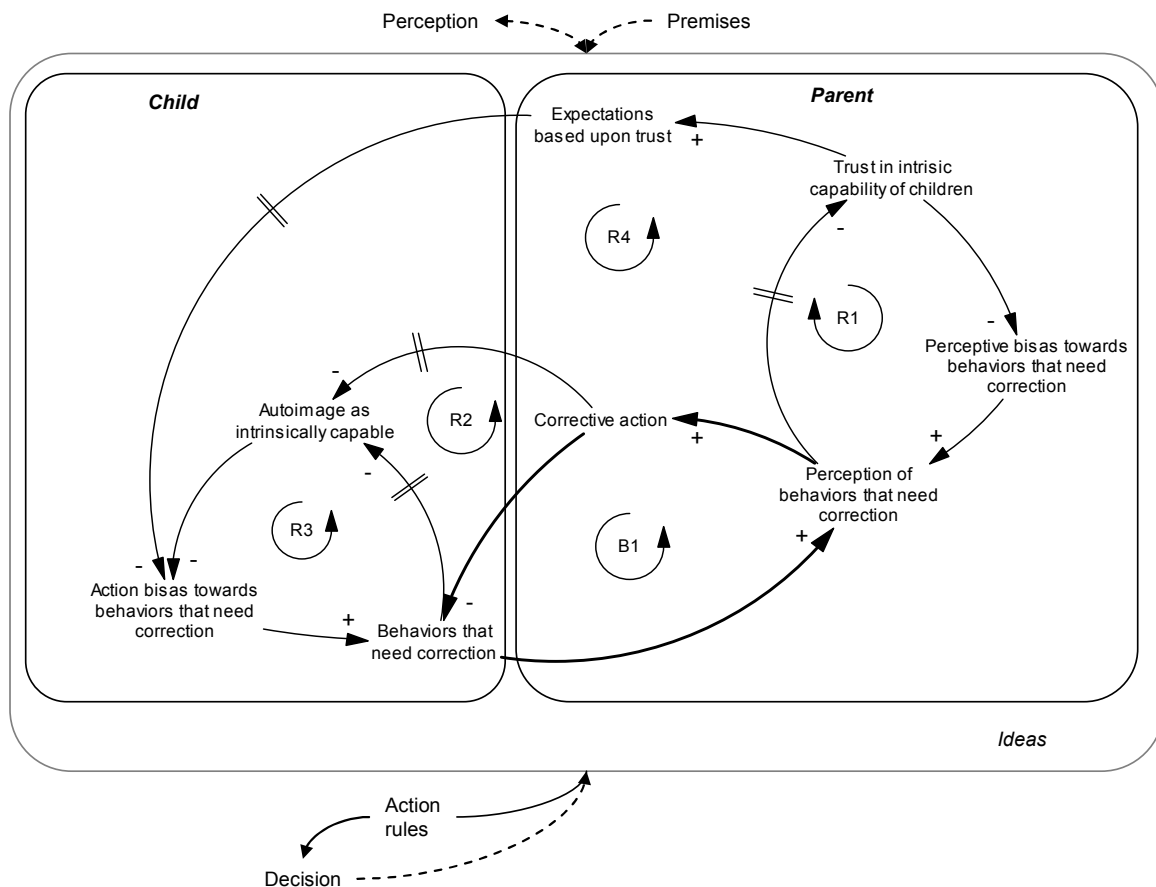 Perception
Premises
Child
Parent
Expectations
based upon trust
+
Trust in intrisic
capability of children
R4
-
R1
-
Perceptive bisas towards
behaviors that need
correction
-
Autoimage as
intrinsically capable
R2
Corrective action
+
+
-
Perception of
behaviors that need
correction
R3
B1
+
-
-
Action bisas towards
behaviors that need
correction
+
-
Behaviors that
need correction
Ideas
Action
rules
Decision